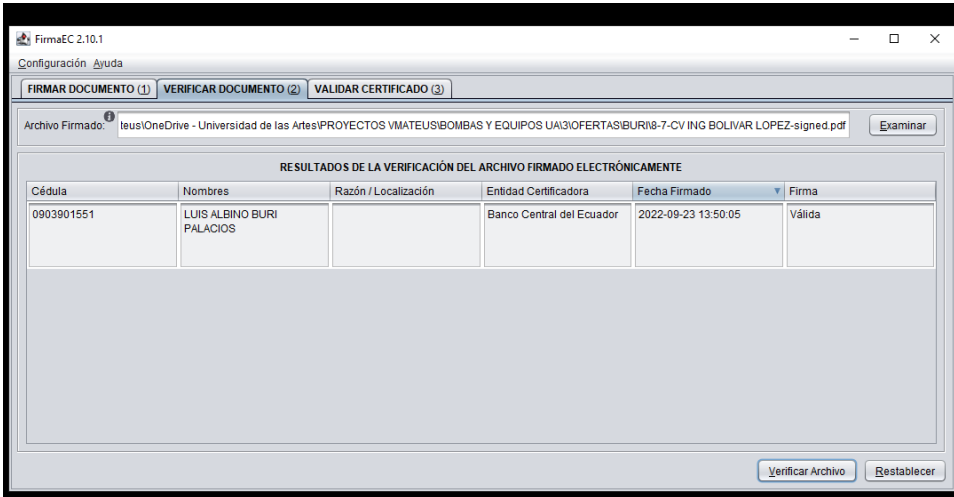 FirmaEC 2.10.1
Configuración Ayuda
FIRMAR DOCUMENTO (1) VERIFICAR DOCUMENTO (2) VALIDAR CERTIFICADO (3)
Archivo Firmado: teus\OneDrive - Universidad de las Artes\PROYECTOS VMATEUS\BOMBAS Y EQUIPOS UA\3\OFERTAS\BURI\8-7-CV ING BOLIVAR LOPEZ-signed.pdf Examinar
RESULTADOS DE LA VERIFICACIÓN DEL ARCHIVO FIRMADO ELECTRÓNICAMENTE
Cédula Nombres Razón / Localización Entidad Certificadora Fecha Firmado Firma
0903901551 LUIS ALBINO BURI Banco Central del Ecuador 2022-09-23 13:50:05 Válida
PALACIOS
Verificar Archivo Restablecer